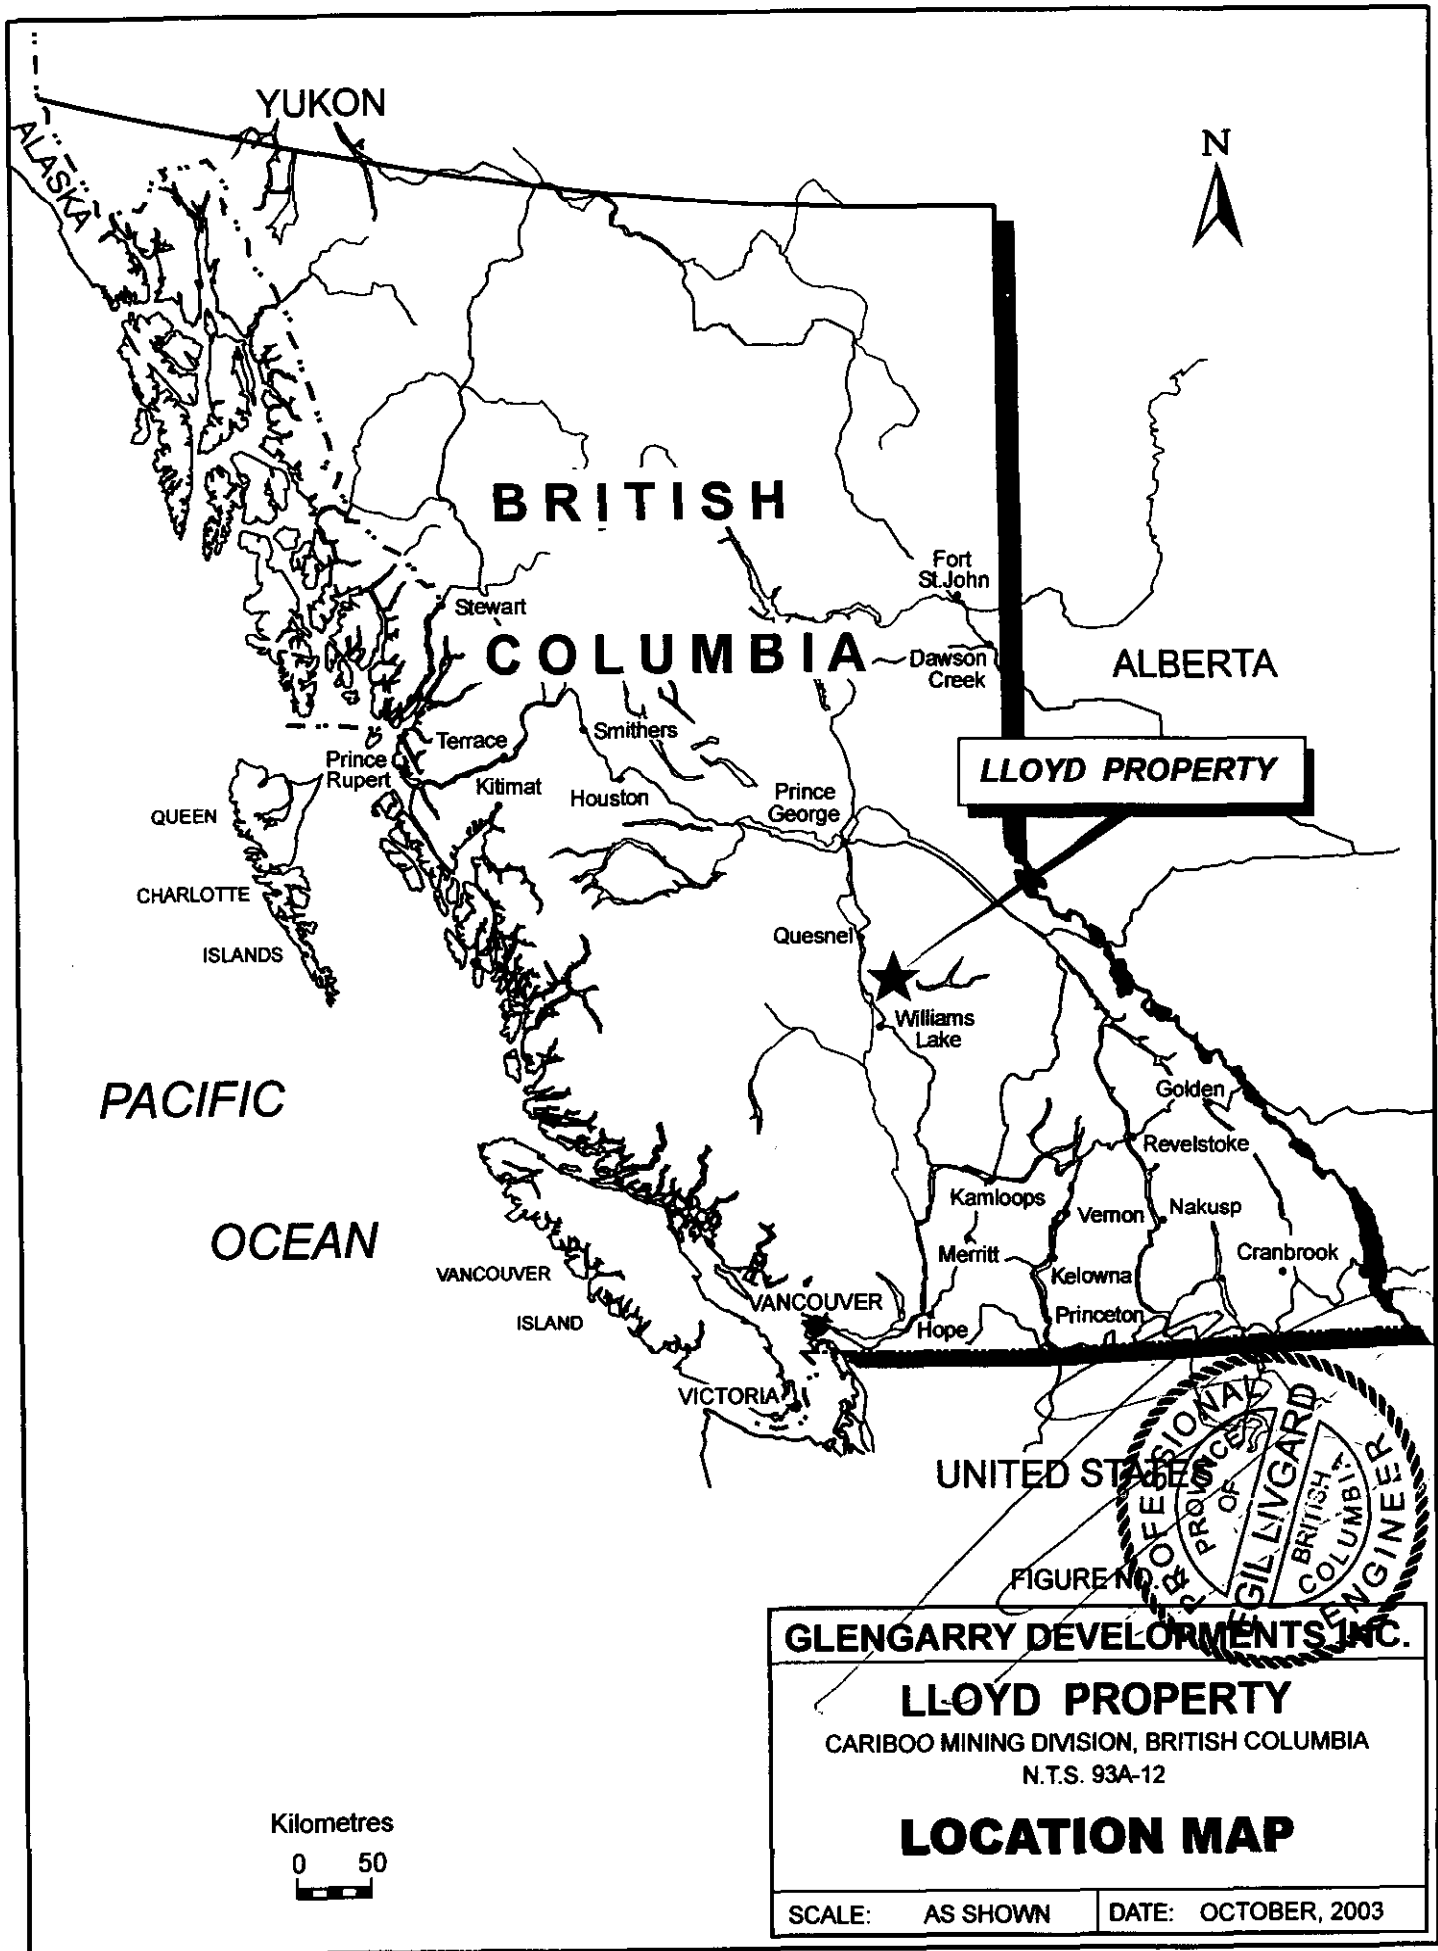 YUKON
ALASKA
N
BRITISH
COLUMBIA
Fort
St.John
Stewart
Dawson
Creek
ALBERTA
Smithers
Terrace
Prince
Rupert
Kitimat
Houston
Prince
George
LLOYD PROPERTY
QUEEN
CHARLOTTE
ISLANDS
Quesnel
Williams
Lake
PACIFIC
OCEAN
Golden
Revelstoke
Kamloops
Vernon
Nakusp
Merritt
Cranbrook
Kelowna
VANCOUVER
ISLAND
VANCOUVER
Princeton
Hope
VICTORIA
UNITED STATES
PROFESSIONAL
PROVINCE
OF
EGIL LIVGARD
BRITISH
COLUMBIA
ENGINEER
FIGURE NO.
GLENGARRY DEVELOPMENTS INC.
LLOYD PROPERTY
CARIBOO MINING DIVISION, BRITISH COLUMBIA
N.T.S. 93A-12
LOCATION MAP
Kilometres
0 50
SCALE: AS SHOWN DATE: OCTOBER, 2003